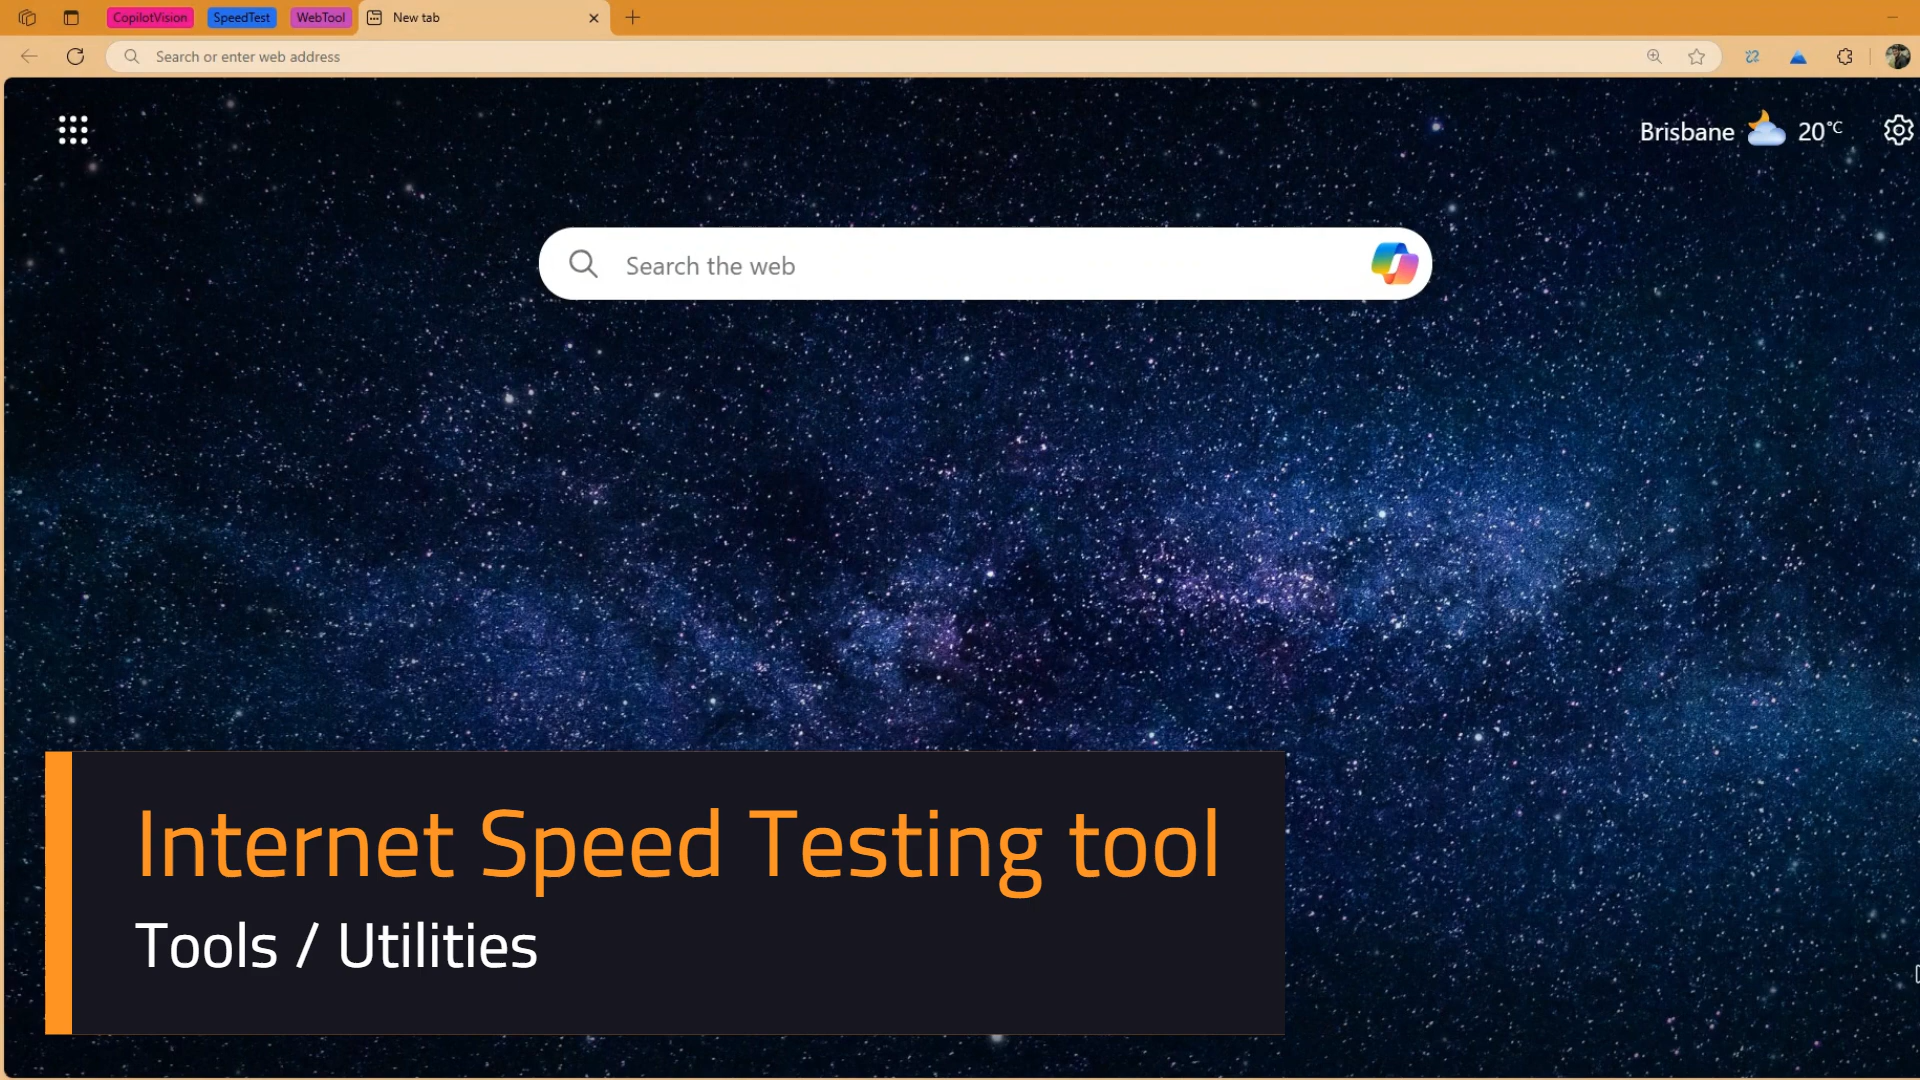 CopilotVision
SpeedTest
WebTool
New tab
Search or enter web address
Brisbane 20°C
Search the web
Internet Speed Testing tool
Tools / Utilities